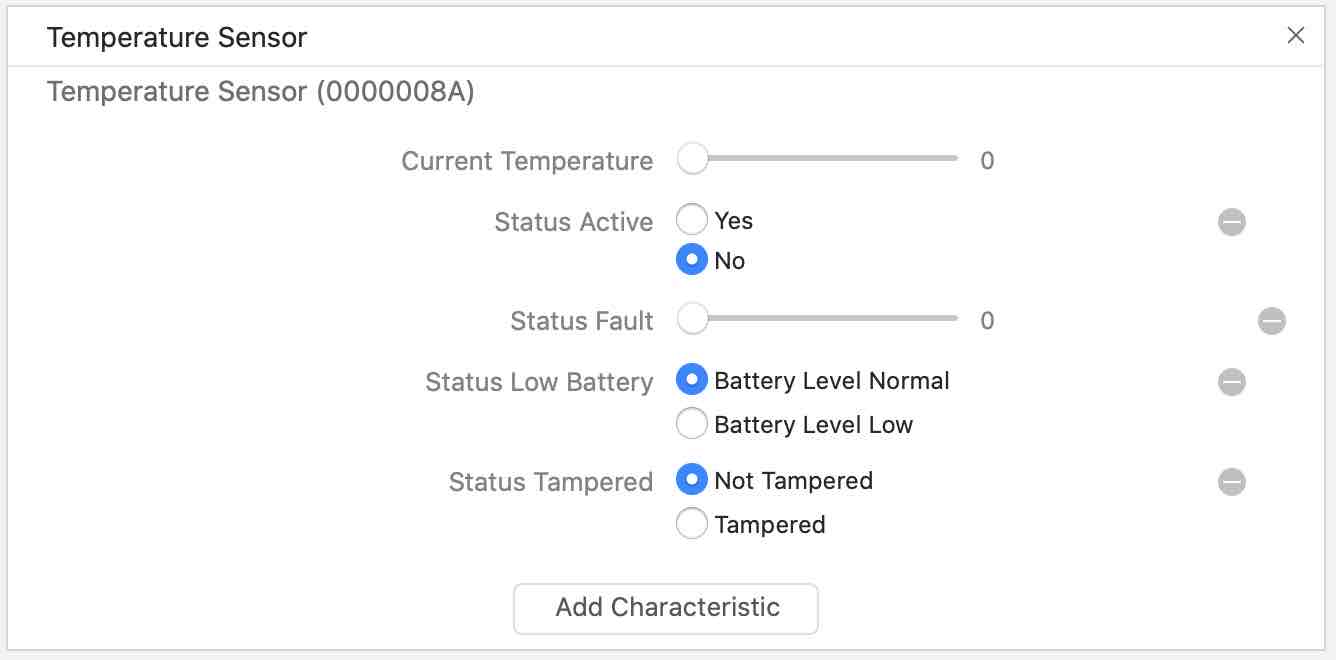 Temperature Sensor
Temperature Sensor (0000008A)
Current Temperature 0
Status Active Yes
No
Status Fault 0
Status Low Battery Battery Level Normal
Battery Level Low
Status Tampered Not Tampered
Tampered
Add Characteristic